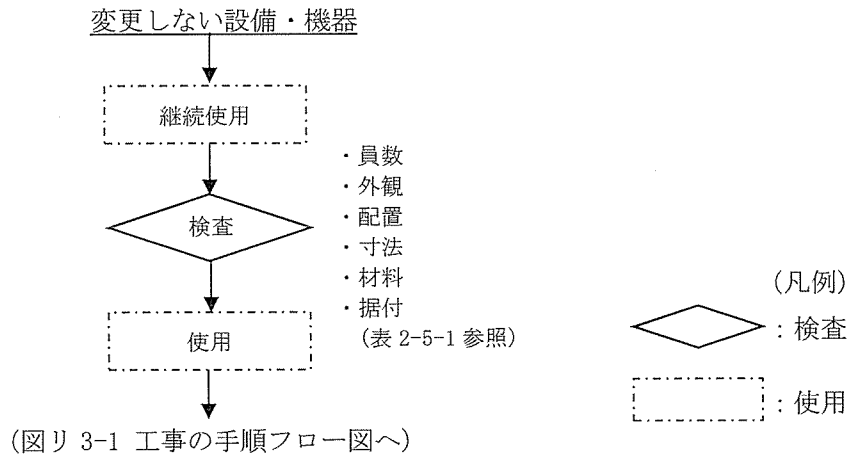 変更しない設備・機器
継続使用
検査
・員数
・外観
・配置
・寸法
・材料
・据付
(表 2-5-1 参照)
使用
(図リ 3-1 工事の手順フロー図へ)
(凡例)
：検査
：使用